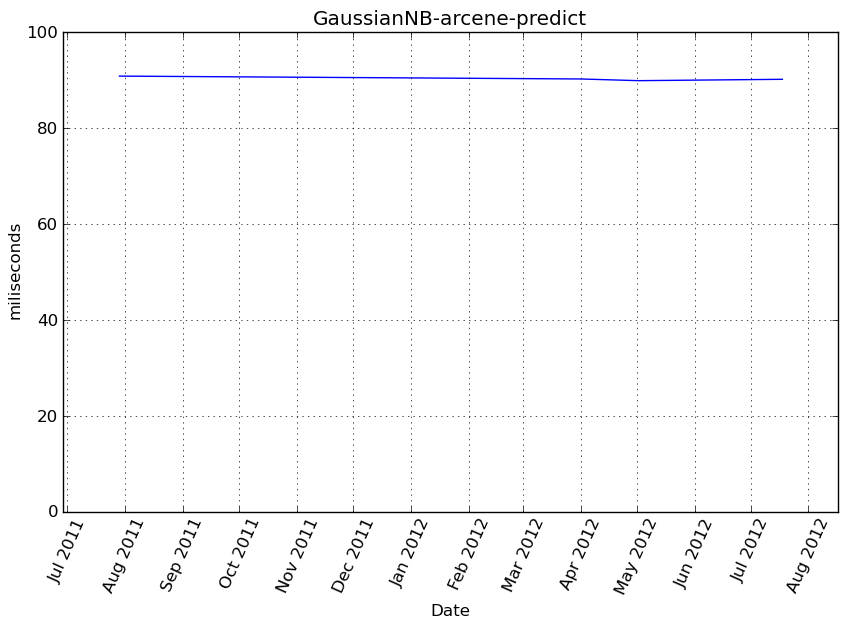 GaussianNB-arcene-predict
100
80
60
40
20
0
miliseconds
Jul 2011
Aug 2011
Sep 2011
Oct 2011
Nov 2011
Dec 2011
Jan 2012
Feb 2012
Mar 2012
Apr 2012
May 2012
Jun 2012
Jul 2012
Aug 2012
Date